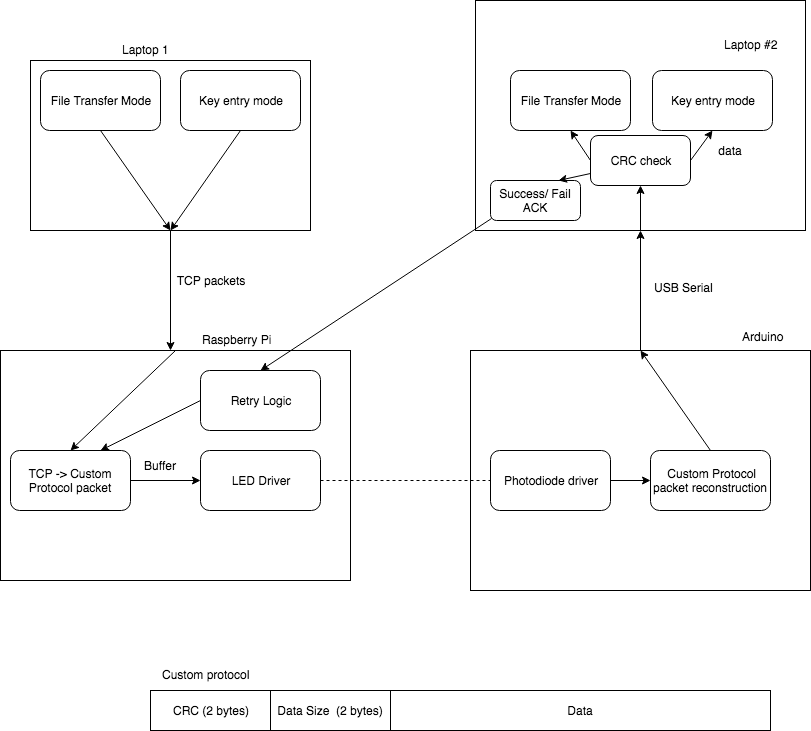 Laptop 1
Laptop #2
File Transfer Mode
Key entry mode
File Transfer Mode
Key entry mode
CRC check
data
Success/ Fail
ACK
TCP packets
USB Serial
Raspberry Pi
Arduino
Retry Logic
TCP -> Custom
Protocol packet
Buffer
LED Driver
Photodiode driver
Custom Protocol
packet reconstruction
Custom protocol
CRC (2 bytes)
Data Size (2 bytes)
Data